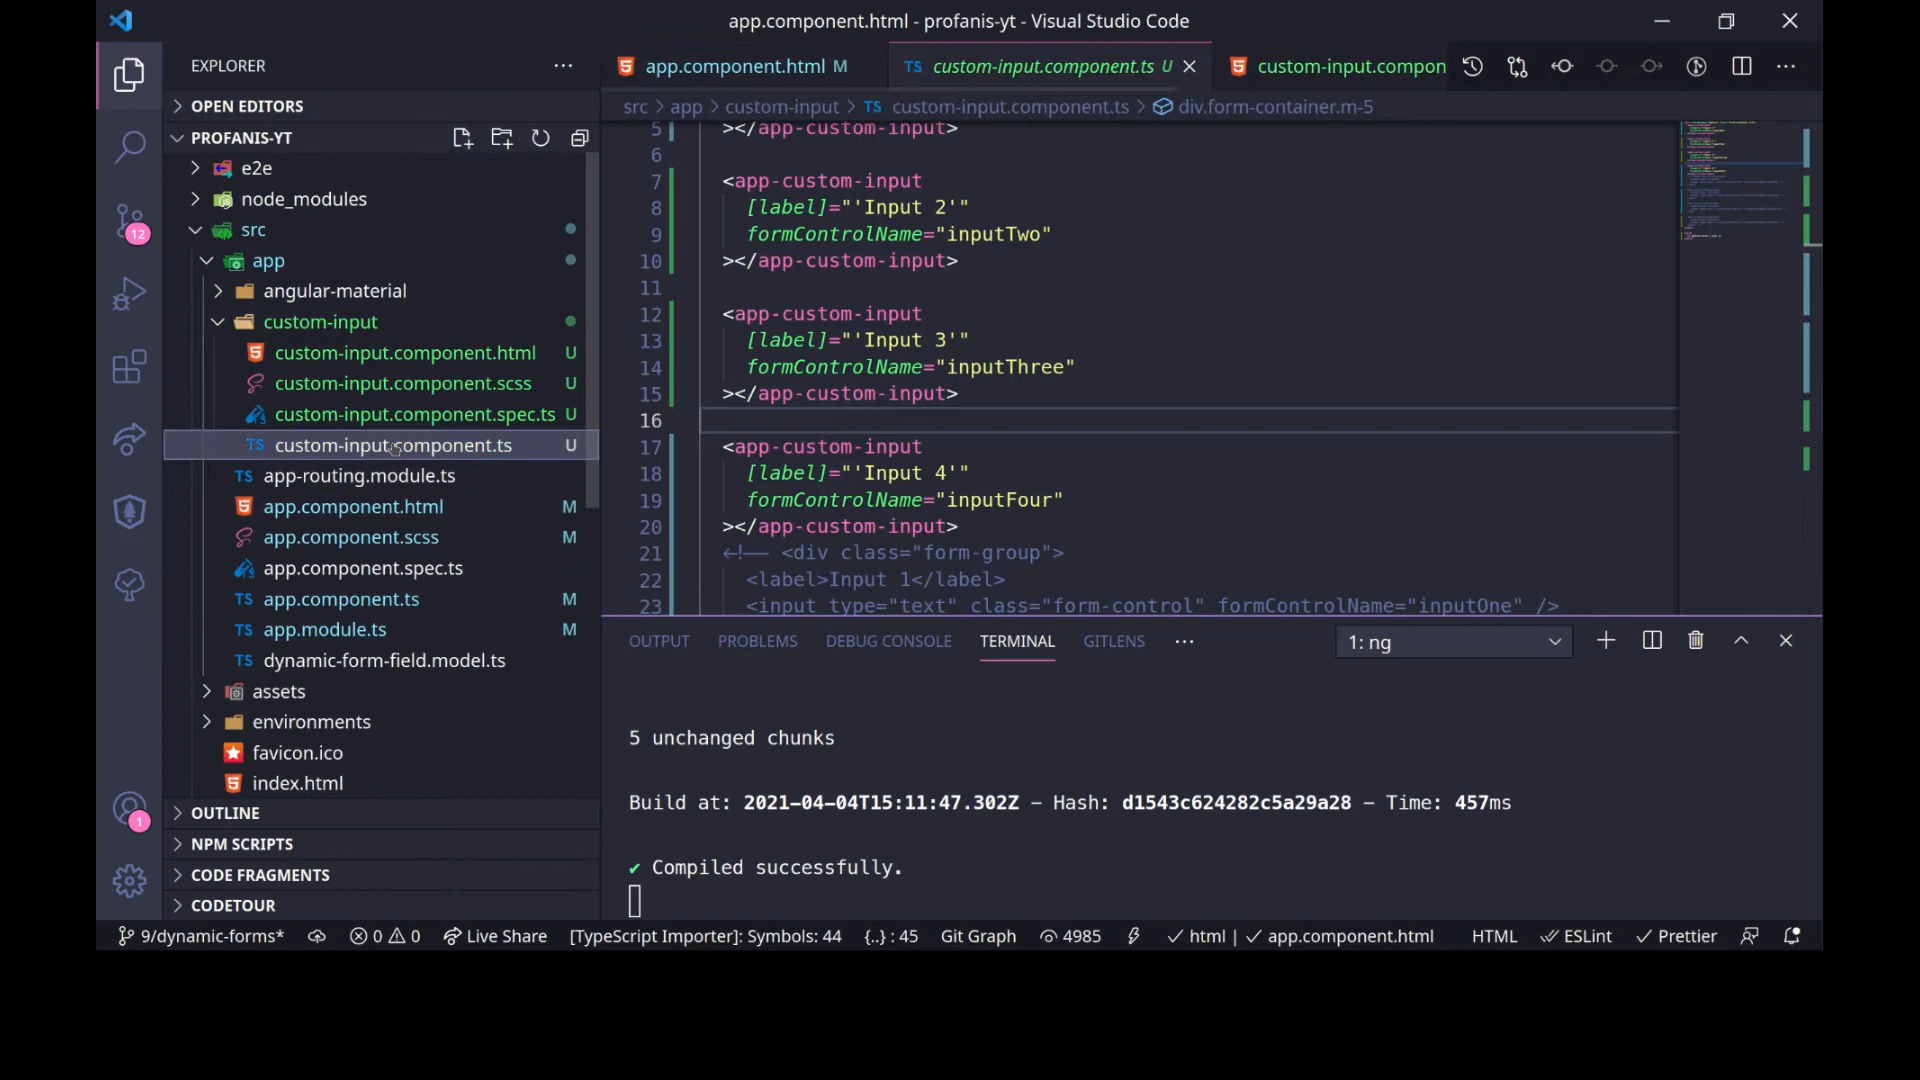 app.component.html - profanis-yt - Visual Studio Code
EXPLORER
OPEN EDITORS
PROFANIS-YT
e2e
node_modules
src
app
angular-material
custom-input
custom-input.component.html U
custom-input.component.scss U
custom-input.component.spec.ts U
TS custom-input.component.ts U
TS app-routing.module.ts
app.component.html M
app.component.scss M
app.component.spec.ts
TS app.component.ts M
TS app.module.ts M
TS dynamic-form-field.model.ts
assets
environments
favicon.ico
index.html
OUTLINE
NPM SCRIPTS
CODE FRAGMENTS
CODETOUR
12
1
app.component.html M
TS custom-input.component.ts U
custom-input.compon
src > app > custom-input > TS custom-input.component.ts > div.form-container.m-5
5 ></app-custom-input>
6
7 <app-custom-input
8 [label]="'Input 2'"
9 formControlName="inputTwo"
10 ></app-custom-input>
11
12 <app-custom-input
13 [label]="'Input 3'"
14 formControlName="inputThree"
15 ></app-custom-input>
16
17 <app-custom-input
18 [label]="'Input 4'"
19 formControlName="inputFour"
20 ></app-custom-input>
21 <!-- <div class="form-group">
22 <label>Input 1</label>
23 <input type="text" class="form-control" formControlName="inputOne" />
OUTPUT PROBLEMS DEBUG CONSOLE TERMINAL GITLENS ··· 1: ng
5 unchanged chunks
Build at: 2021-04-04T15:11:47.302Z - Hash: d1543c624282c5a29a28 - Time: 457ms
✔ Compiled successfully.
9/dynamic-forms* 0 0 Live Share [TypeScript Importer]: Symbols: 44 {..} : 45 Git Graph 4985 ✓ html | ✓ app.component.html HTML ESLint ✓ Prettier